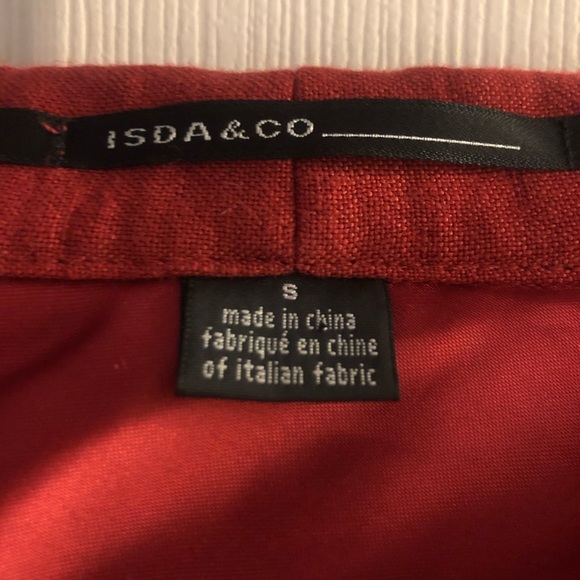 ISDA & CO
S
made in china
fabriqué en chine
of italian fabric